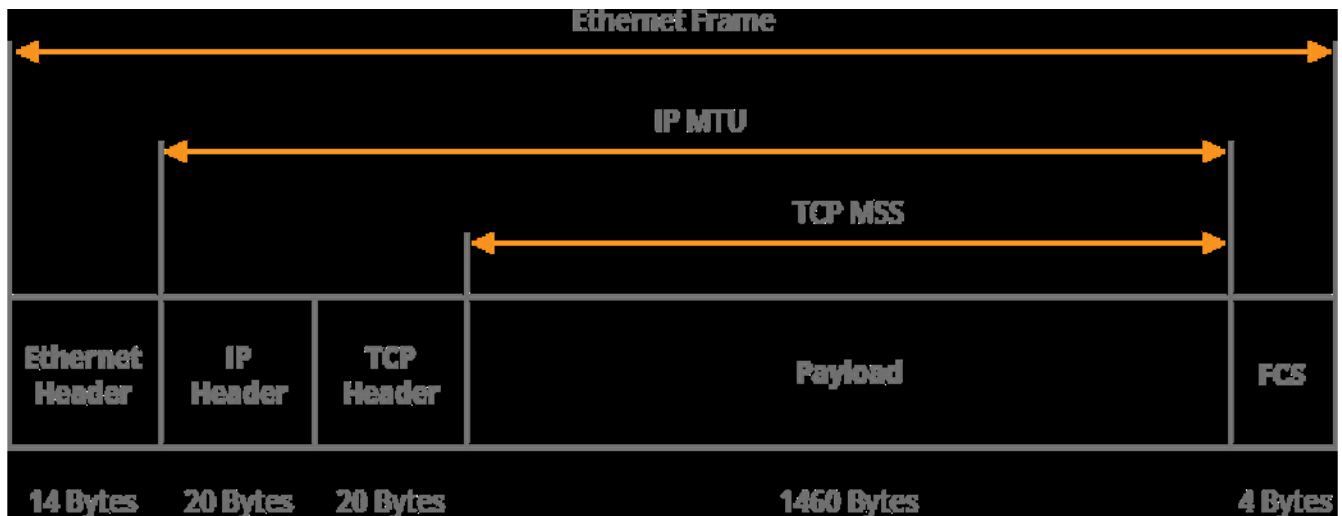 Ethernet Frame
IP MTU
TCP MSS
Ethernet
Header
IP
Header
TCP
Header
Payload
FCS
14 Bytes
20 Bytes
20 Bytes
1460 Bytes
4 Bytes